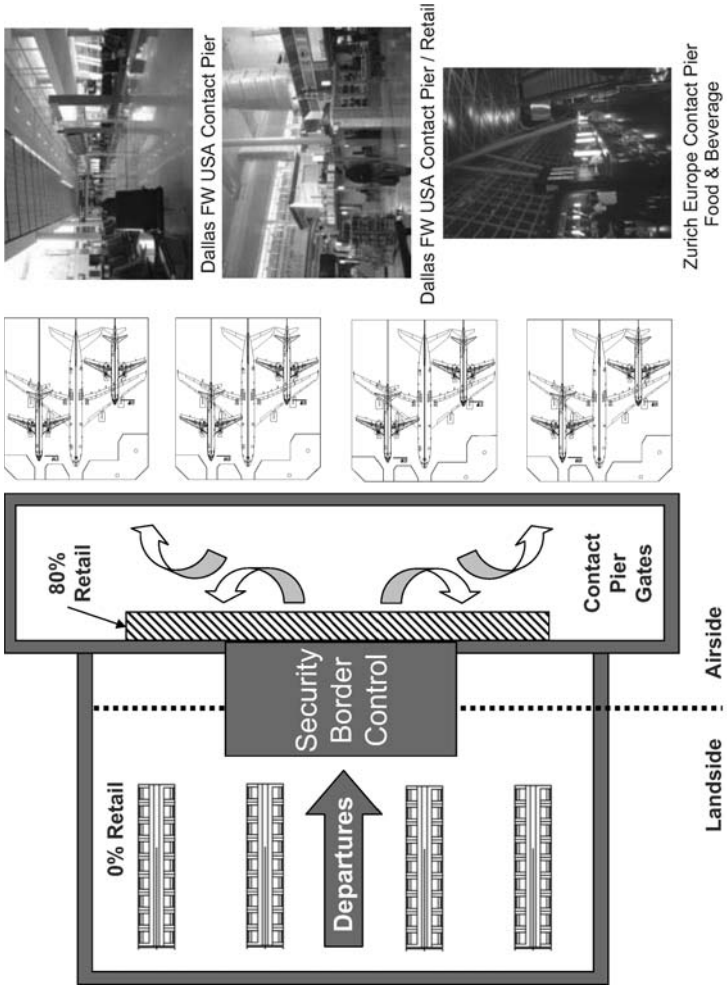 0% Retail
Departures
Security
Border
Control
80%
Retail
Contact
Pier
Gates
Landside
Airside
Dallas FW USA Contact Pier
Dallas FW USA Contact Pier / Retail
Zurich Europe Contact Pier
Food & Beverage